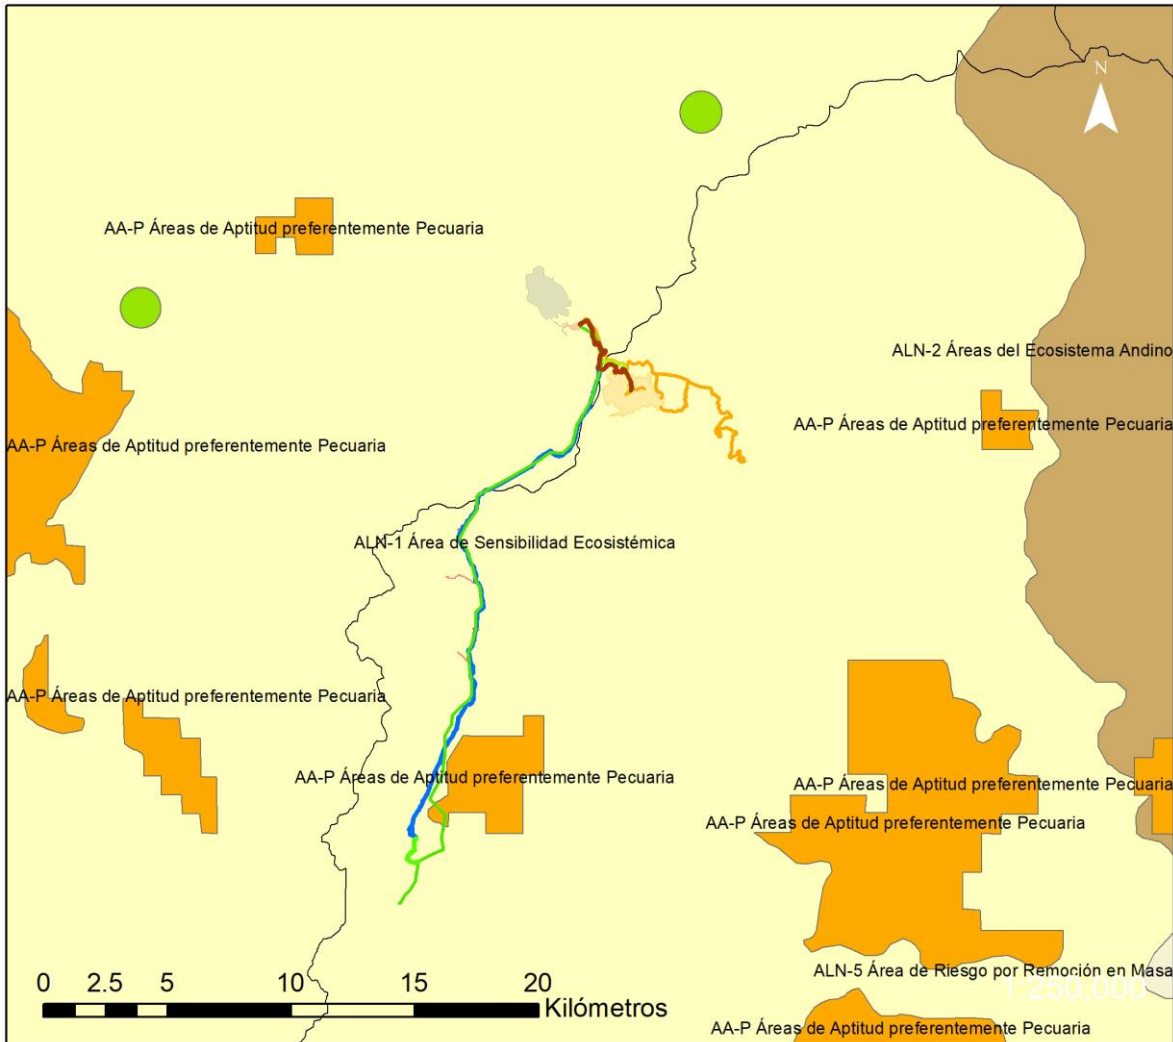 N
AA-P Áreas de Aptitud preferentemente Pecuaria
ALN-2 Áreas del Ecosistema Andino
AA-P Áreas de Aptitud preferentemente Pecuaria
AA-P Áreas de Aptitud preferentemente Pecuaria
ALN-1 Área de Sensibilidad Ecosistémica
AA-P Áreas de Aptitud preferentemente Pecuaria
AA-P Áreas de Aptitud preferentemente Pecuaria
AA-P Áreas de Aptitud preferentemente Pecuaria
AA-P Áreas de Aptitud preferentemente Pecuaria
ALN-5 Área de Riesgo por Remoción en Masa
0 2.5 5 10 15 20
Kilómetros
1:250,000
AA-P Áreas de Aptitud preferentemente Pecuaria